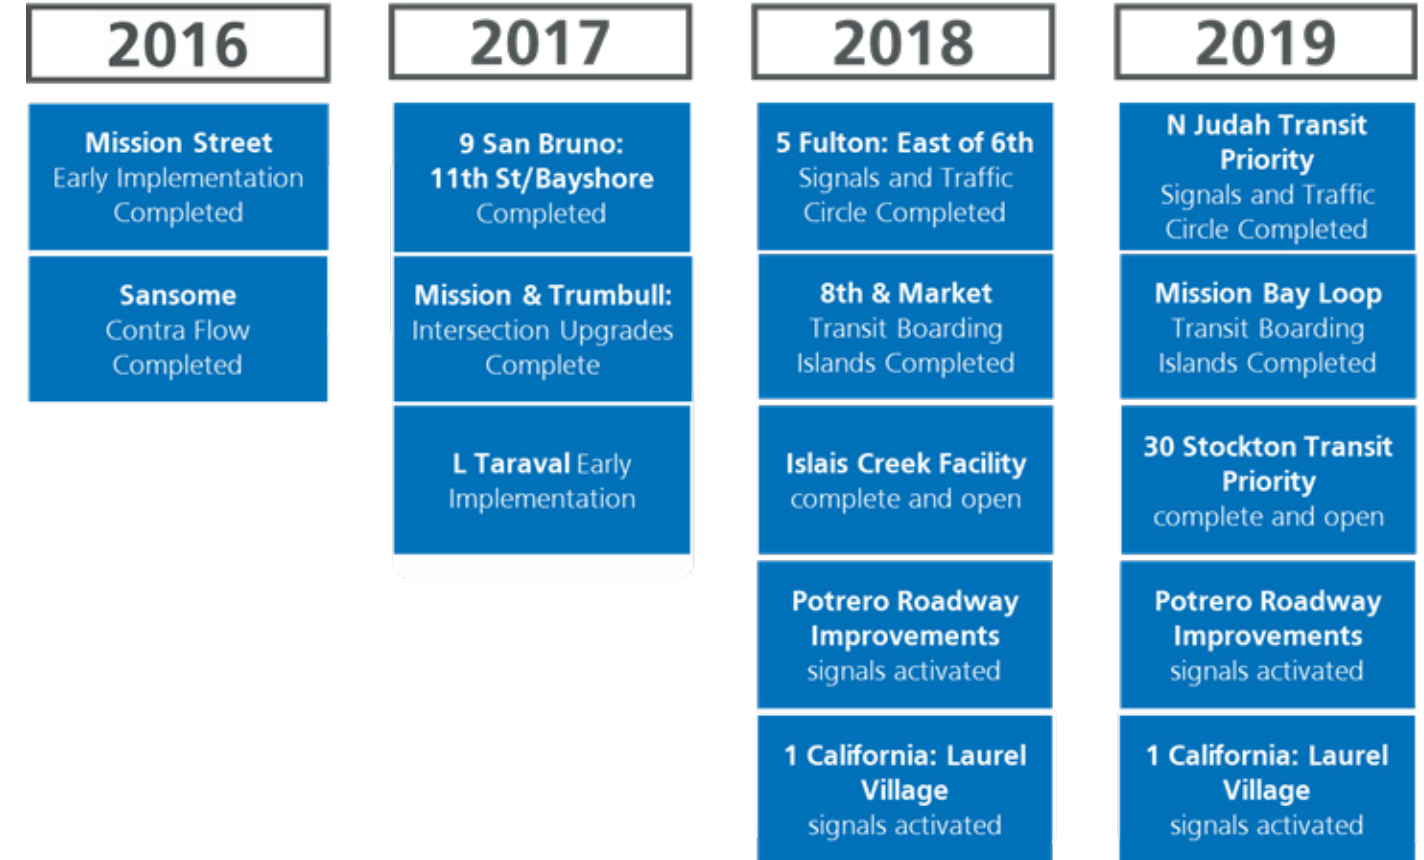 2016
Mission Street
Early Implementation
Completed
Sansome
Contra Flow
Completed
2017
9 San Bruno:
11th St/Bayshore
Completed
Mission & Trumbull:
Intersection Upgrades
Complete
L Taraval Early
Implementation
2018
5 Fulton: East of 6th
Signals and Traffic
Circle Completed
8th & Market
Transit Boarding
Islands Completed
Islais Creek Facility
complete and open
Potrero Roadway
Improvements
signals activated
1 California: Laurel
Village
signals activated
2019
N Judah Transit
Priority
Signals and Traffic
Circle Completed
Mission Bay Loop
Transit Boarding
Islands Completed
30 Stockton Transit
Priority
complete and open
Potrero Roadway
Improvements
signals activated
1 California: Laurel
Village
signals activated